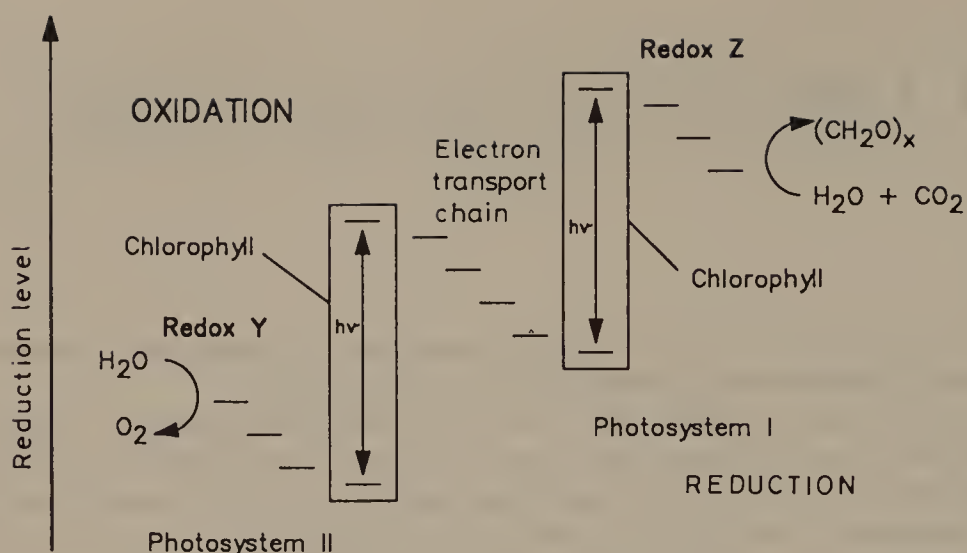 Redox Z
OXIDATION
(CH₂O)ₓ
Electron
transport
chain
H₂O + CO₂
hν
Chlorophyll
Chlorophyll
Reduction level
hν
Redox Y
H₂O
O₂
Photosystem I
REDUCTION
Photosystem II